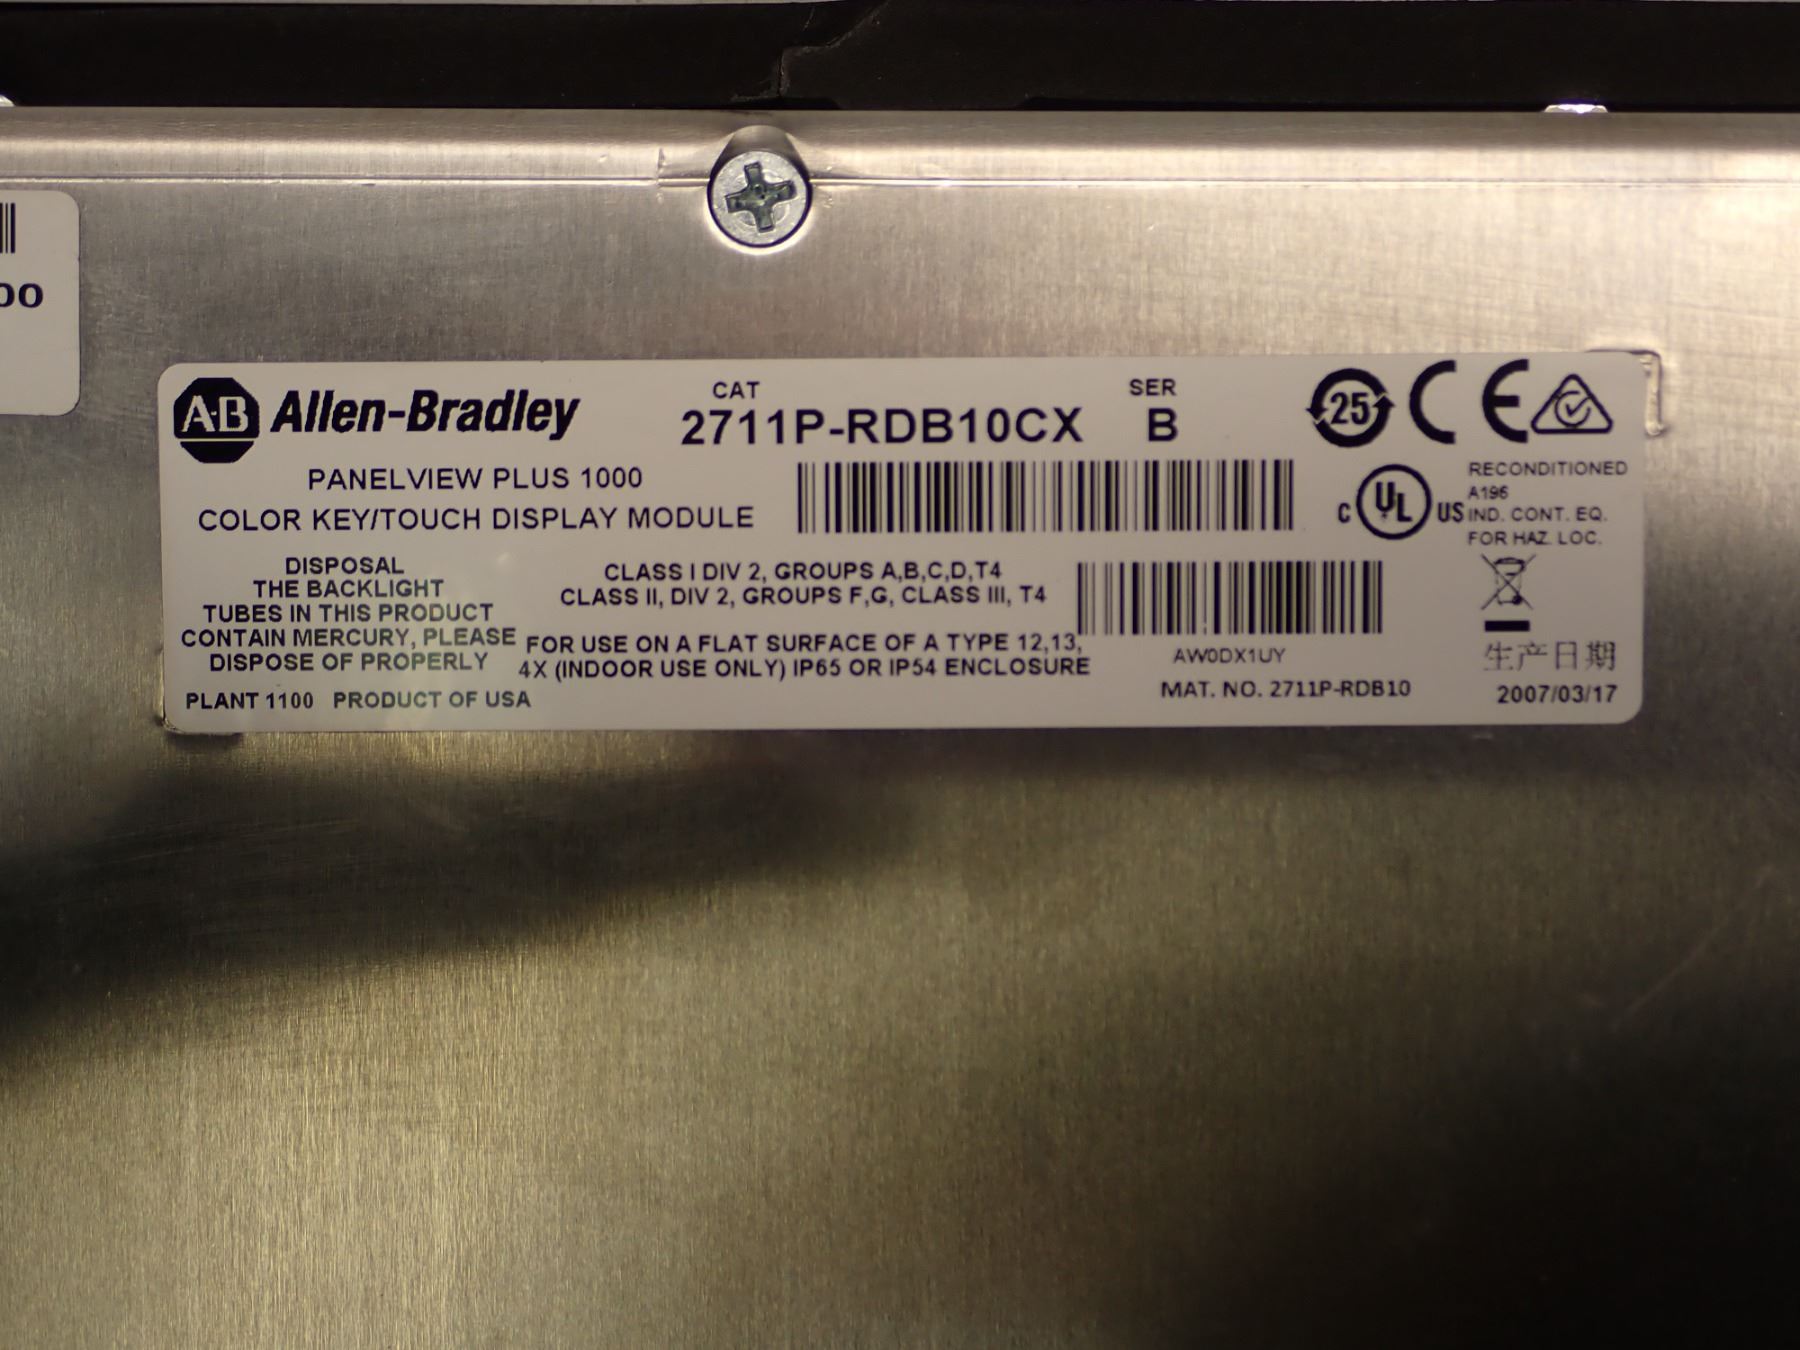 00
A-B Allen-Bradley
CAT
2711P-RDB10CX
SER
B
25
PANELVIEW PLUS 1000
COLOR KEY/TOUCH DISPLAY MODULE
C UL US
RECONDITIONED
A196
IND. CONT. EQ.
FOR HAZ. LOC.
DISPOSAL
THE BACKLIGHT
TUBES IN THIS PRODUCT
CONTAIN MERCURY, PLEASE
DISPOSE OF PROPERLY
CLASS I DIV 2, GROUPS A,B,C,D,T4
CLASS II, DIV 2, GROUPS F,G, CLASS III, T4
FOR USE ON A FLAT SURFACE OF A TYPE 12,13,
4X (INDOOR USE ONLY) IP65 OR IP54 ENCLOSURE
AW0DX1UY
MAT. NO. 2711P-RDB10
生产日期
2007/03/17
PLANT 1100 PRODUCT OF USA